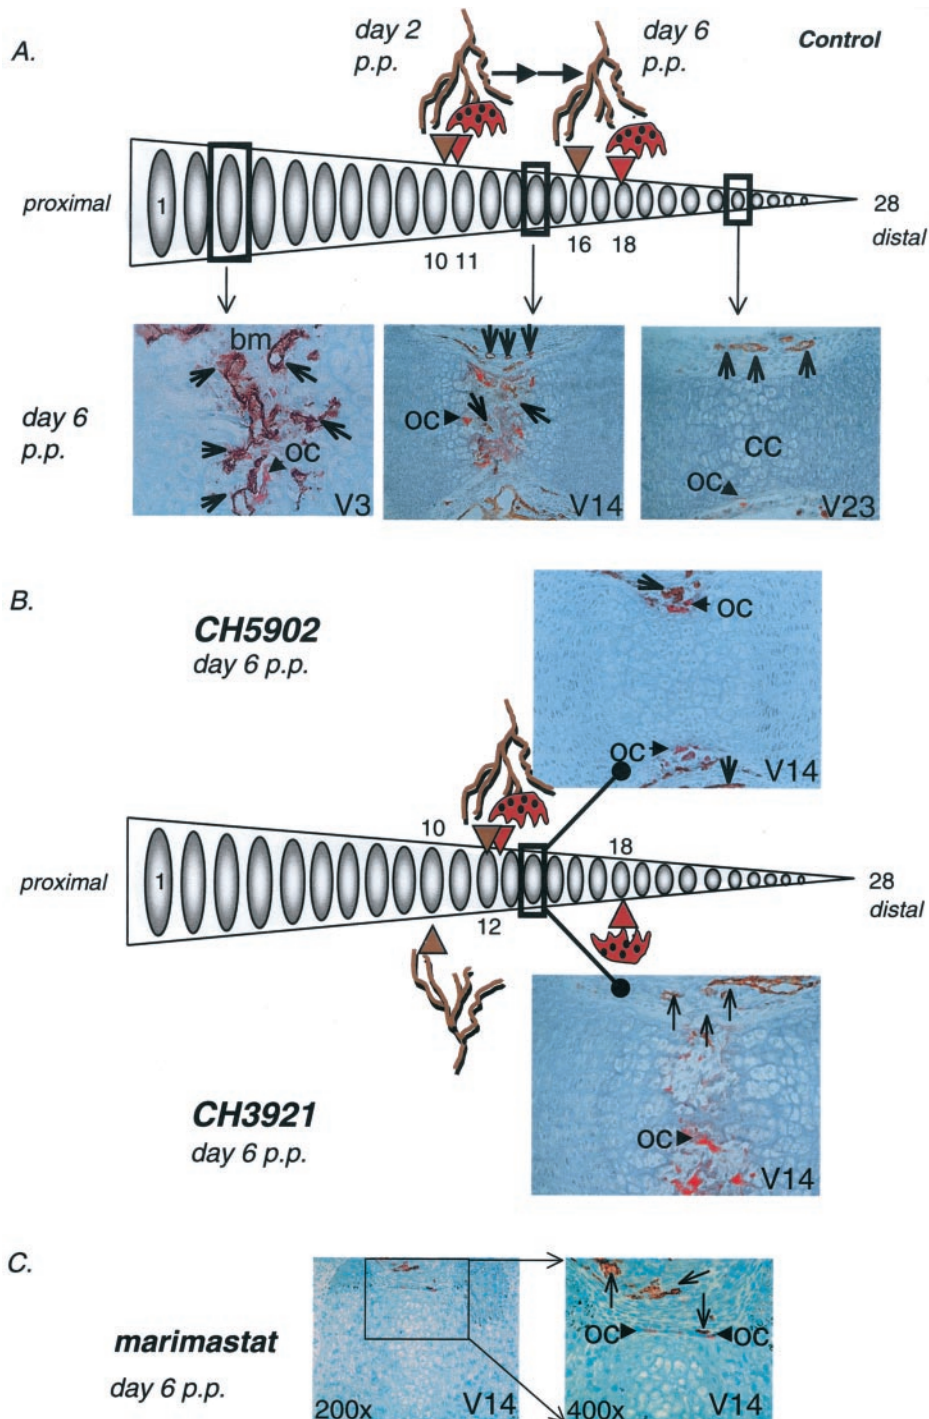 A.
day 2
p.p.
day 6
p.p.
Control
proximal
1
10 11
16
18
28
distal
day 6
p.p.
bm
oc
V3
oc
V14
cc
oc
V23
B.
CH5902
day 6 p.p.
oc
oc
V14
proximal
1
10
12
18
28
distal
CH3921
day 6 p.p.
oc
V14
C.
marimastat
day 6 p.p.
200x
V14
oc
oc
400x
V14